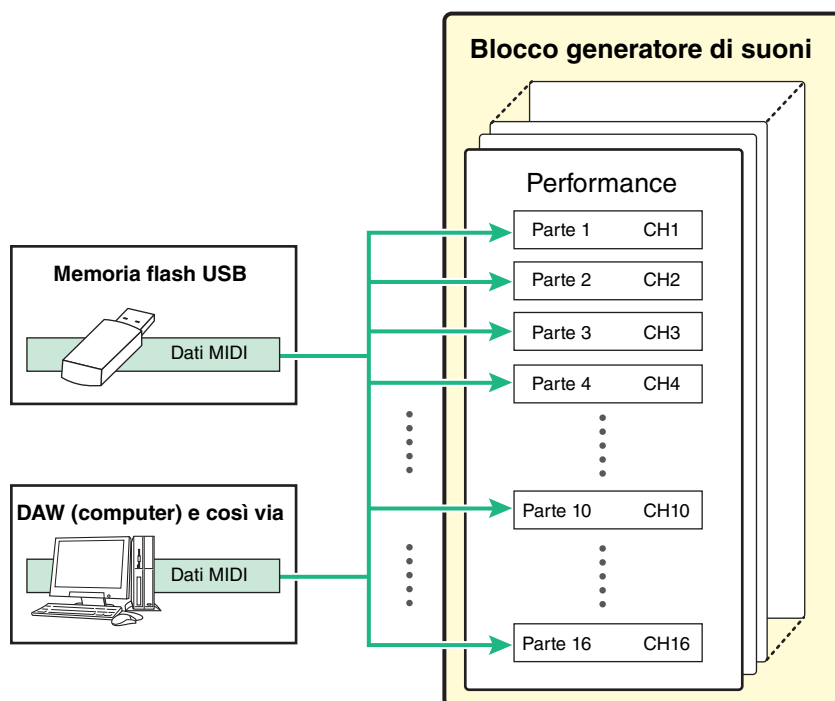 Blocco generatore di suoni
Performance
Parte 1 CH1
Memoria flash USB
Parte 2 CH2
Dati MIDI
Parte 3 CH3
Parte 4 CH4
DAW (computer) e così via
Parte 10 CH10
Dati MIDI
Parte 16 CH16